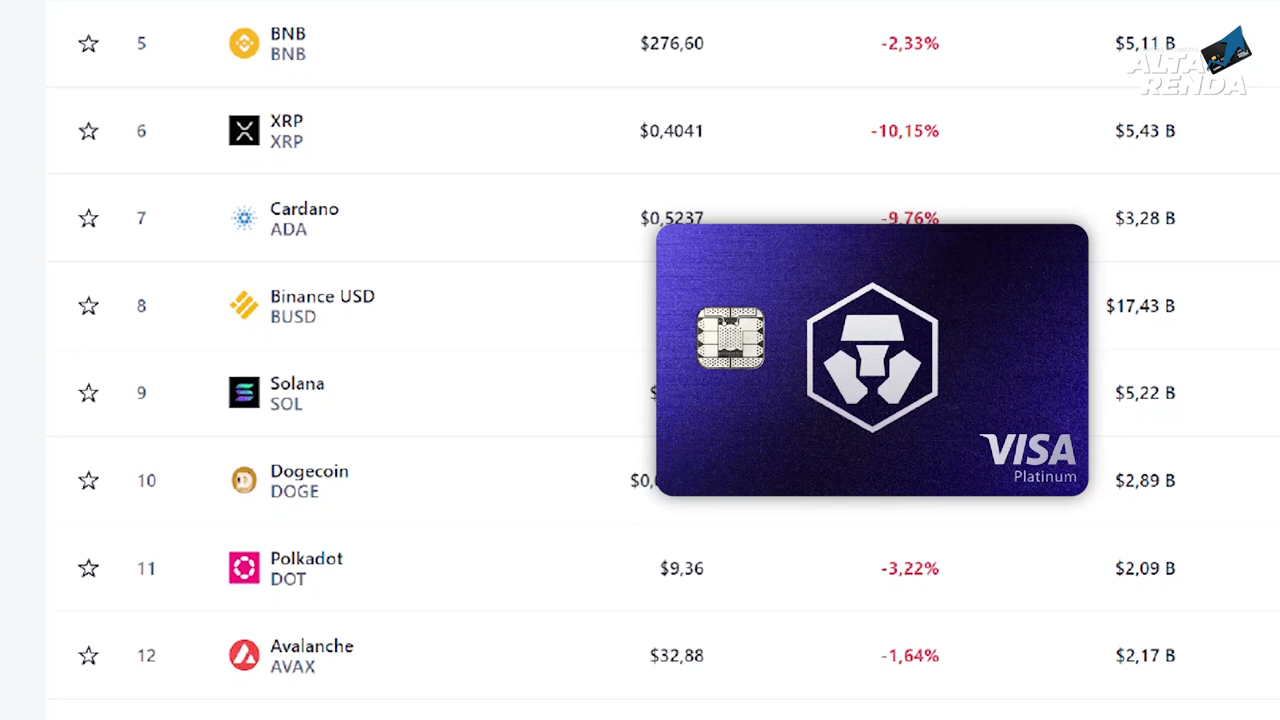 5
BNB
BNB
$276,60
-2,33%
$5,11 B
ALTA
RENDA
6
XRP
XRP
$0,4041
-10,15%
$5,43 B
7
Cardano
ADA
$0,5237
-9,76%
$3,28 B
8
Binance USD
BUSD
$17,43 B
9
Solana
SOL
$
$5,22 B
10
Dogecoin
DOGE
$0,
$2,89 B
VISA
Platinum
11
Polkadot
DOT
$9,36
-3,22%
$2,09 B
12
Avalanche
AVAX
$32,88
-1,64%
$2,17 B